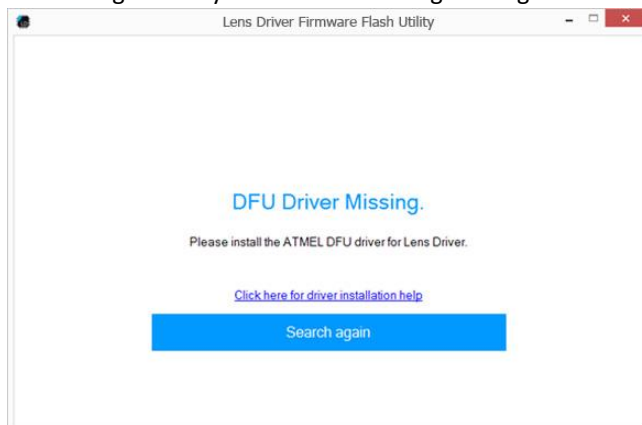 Lens Driver Firmware Flash Utility
DFU Driver Missing.
Please install the ATMEL DFU driver for Lens Driver.
Click here for driver installation help
Search again